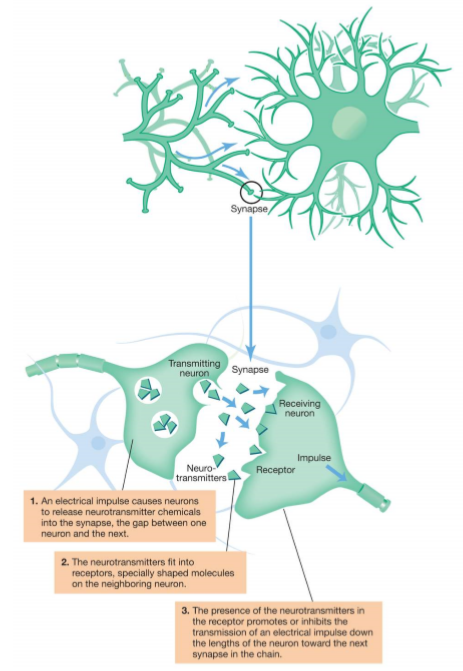 Synapse
Transmitting
neuron
Synapse
Receiving
neuron
Impulse
Neuro-
transmitters
Receptor
1. An electrical impulse causes neurons
to release neurotransmitter chemicals
into the synapse, the gap between one
neuron and the next.
2. The neurotransmitters fit into
receptors, specially shaped molecules
on the neighboring neuron.
3. The presence of the neurotransmitters in
the receptor promotes or inhibits the
transmission of an electrical impulse down
the lengths of the neuron toward the next
synapse in the chain.